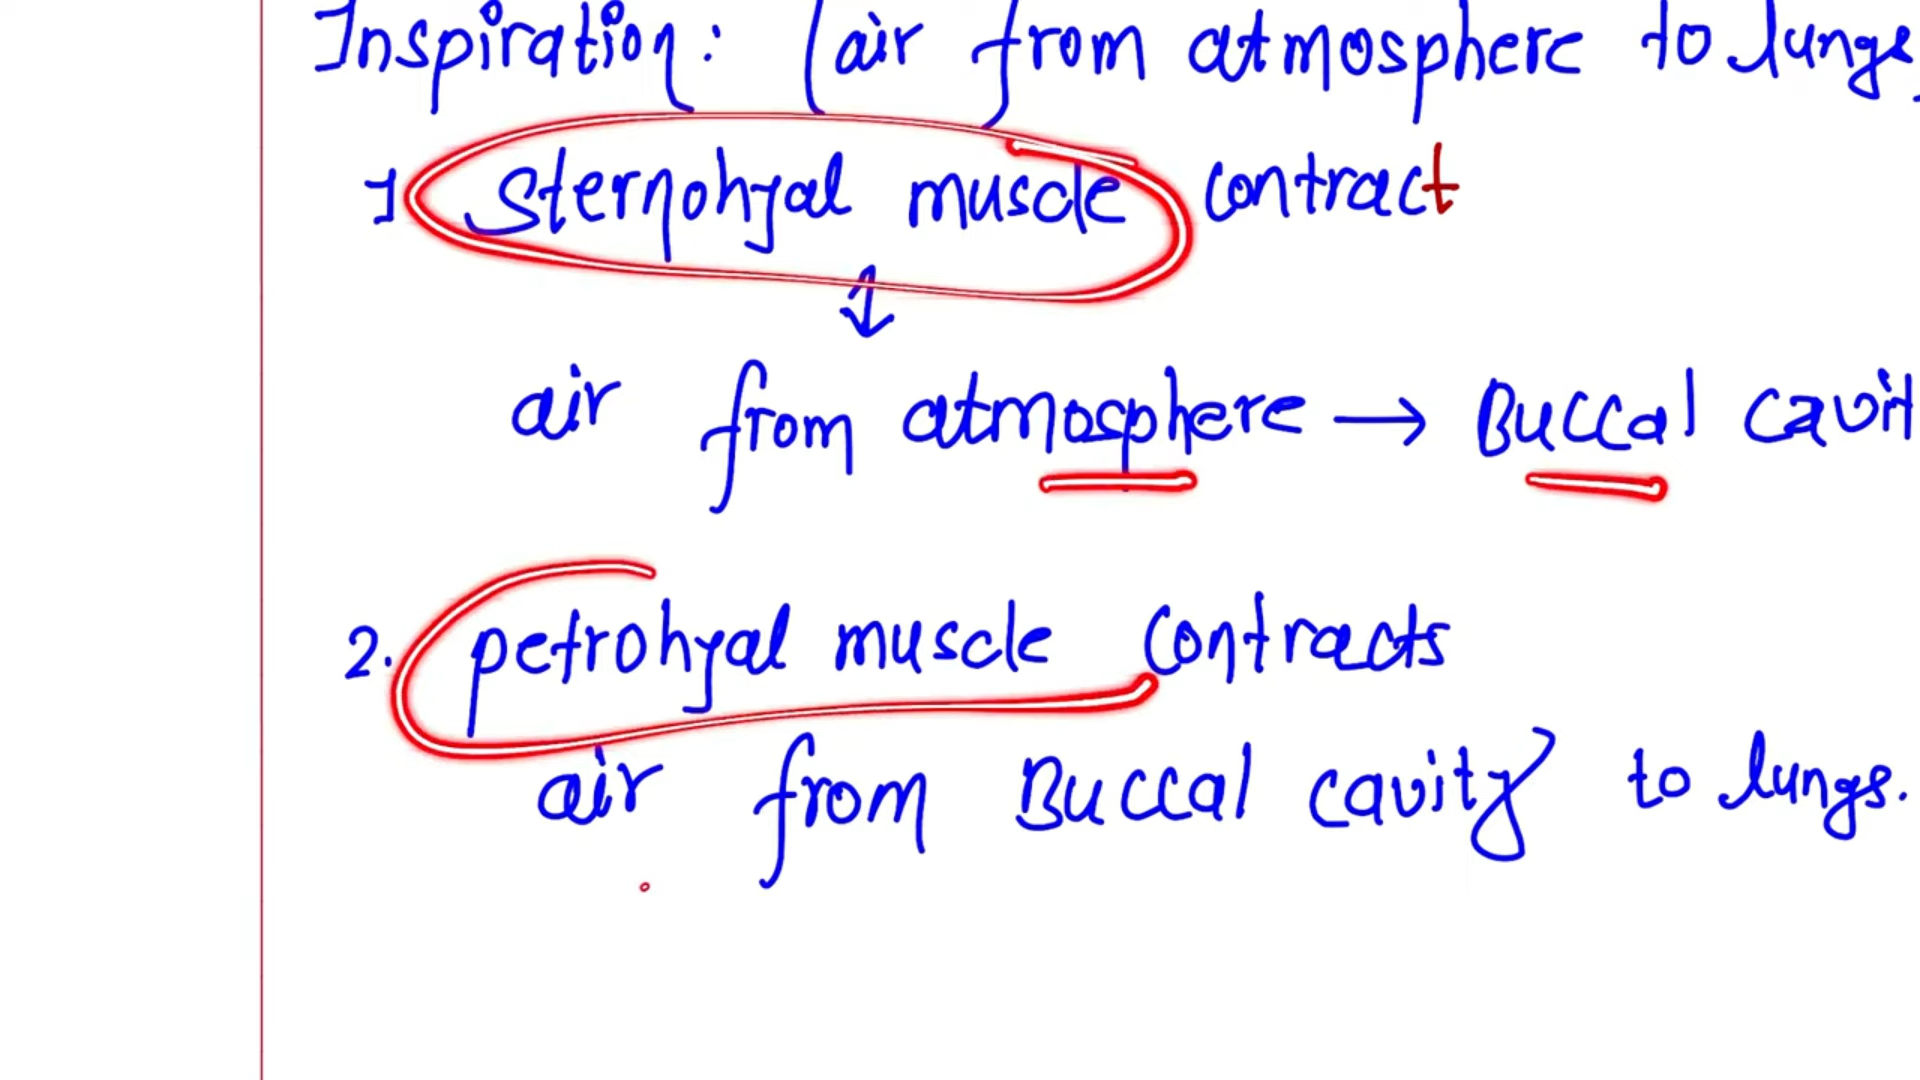 Inspiration: (air from atmosphere to lungs
1 Sternohyal muscle contract
↓
air from atmosphere → Buccal cavit
2. petrohyal muscle contracts
air from Buccal cavity to lungs.